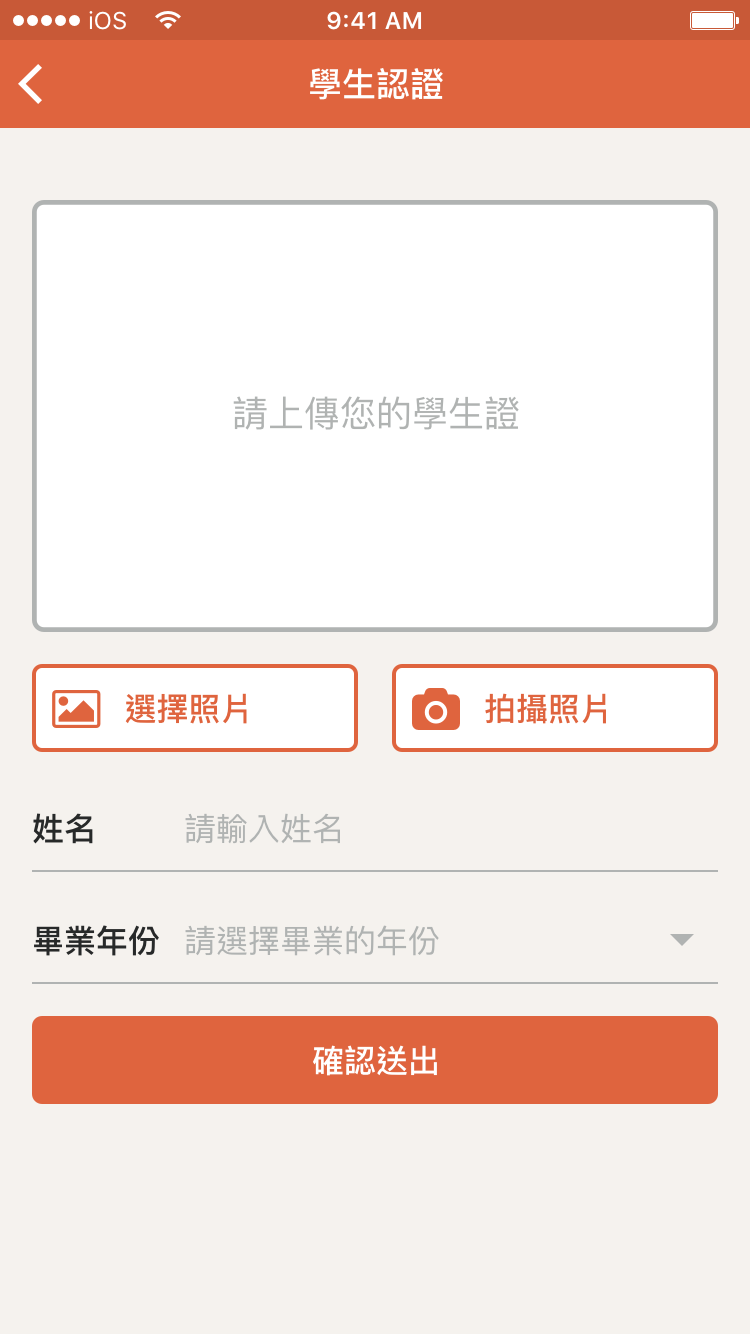 iOS 9:41 AM
學生認證
請上傳您的學生證
選擇照片 拍攝照片
姓名 請輸入姓名
畢業年份 請選擇畢業的年份
確認送出